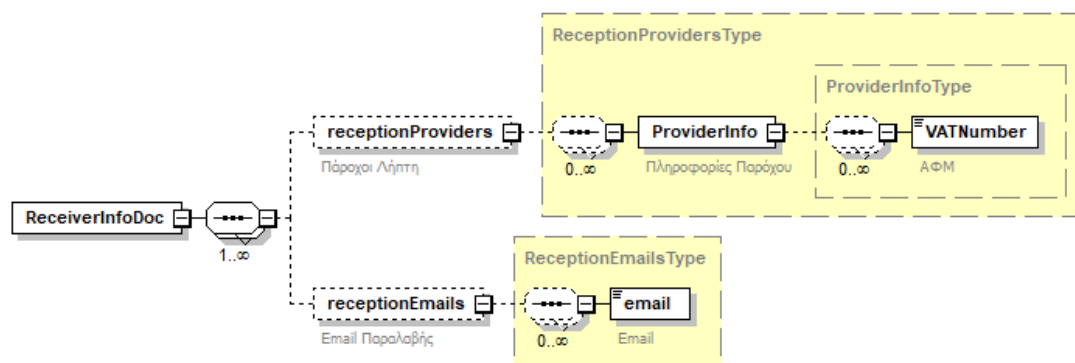 ReceptionProvidersType
ProviderInfoType
receptionProviders
ProviderInfo
VATNumber
Πάροχοι Λήπτη
0..∞
Πληροφορίες Παρόχου
0..∞
ΑΦΜ
ReceiverInfoDoc
1..∞
ReceptionEmailsType
receptionEmails
email
Email Παραλαβής
0..∞
Email